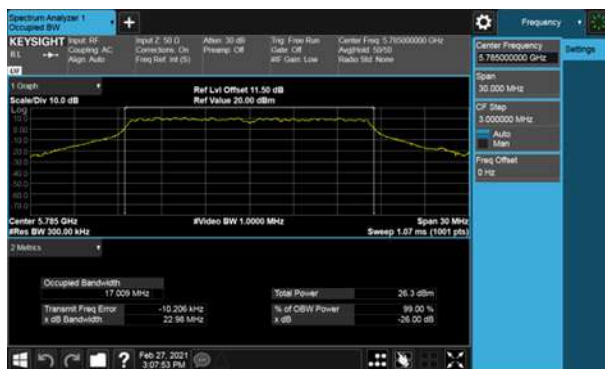 Spectrum Analyzer 1
Occupied BW
Frequency
KEYSIGHT
Input: RF
Coupling: AC
Align: Auto
Input Z: 50 Ω
Corrections: On
Freq Ref: Int (S)
Atten: 30 dB
Preamp: Off
Trig: Free Run
Gate: Off
#IF Gain: Low
Center Freq: 5.785000000 GHz
Avg|Hold: 50/50
Radio Std: None
Center Frequency
5.785000000 GHz
Settings
Span
30.000 MHz
CF Step
3.000000 MHz
Auto
Man
Freq Offset
0 Hz
1 Graph
Scale/Div 10.0 dB
Ref Lvl Offset 11.50 dB
Ref Value 20.00 dBm
Log
10.0
0.00
Center 5.785 GHz
#Res BW 300.00 kHz
#Video BW 1.0000 MHz
Span 30 MHz
Sweep 1.07 ms (1001 pts)
2 Metrics
Occupied Bandwidth
17.009 MHz
Total Power
26.3 dBm
Transmit Freq Error
-10.206 kHz
% of OBW Power
99.00 %
x dB Bandwidth
22.98 MHz
x dB
-26.00 dB
?
Feb 27, 2021
3:07:53 PM